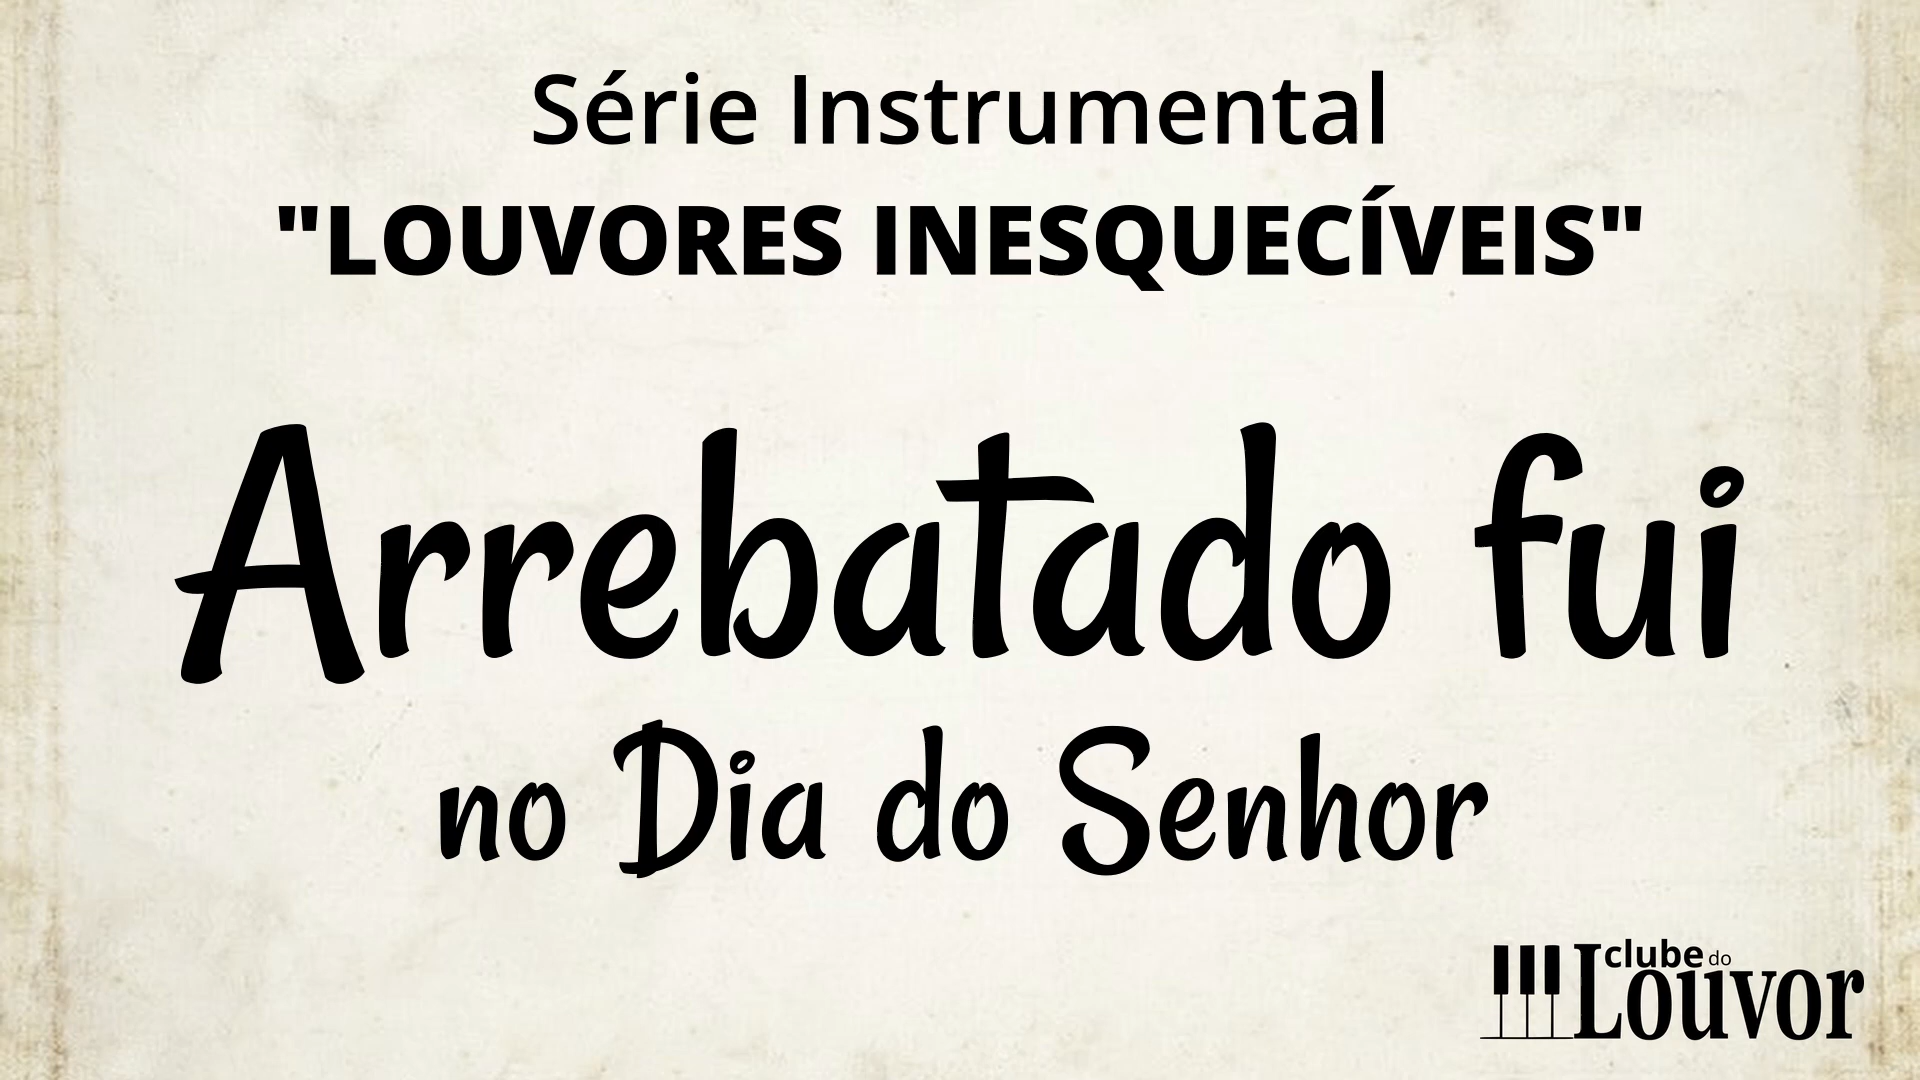 Série Instrumental
"LOUVORES INESQUECÍVEIS"
Arrebatado fui
no Dia do Senhor
clube do
Louvor